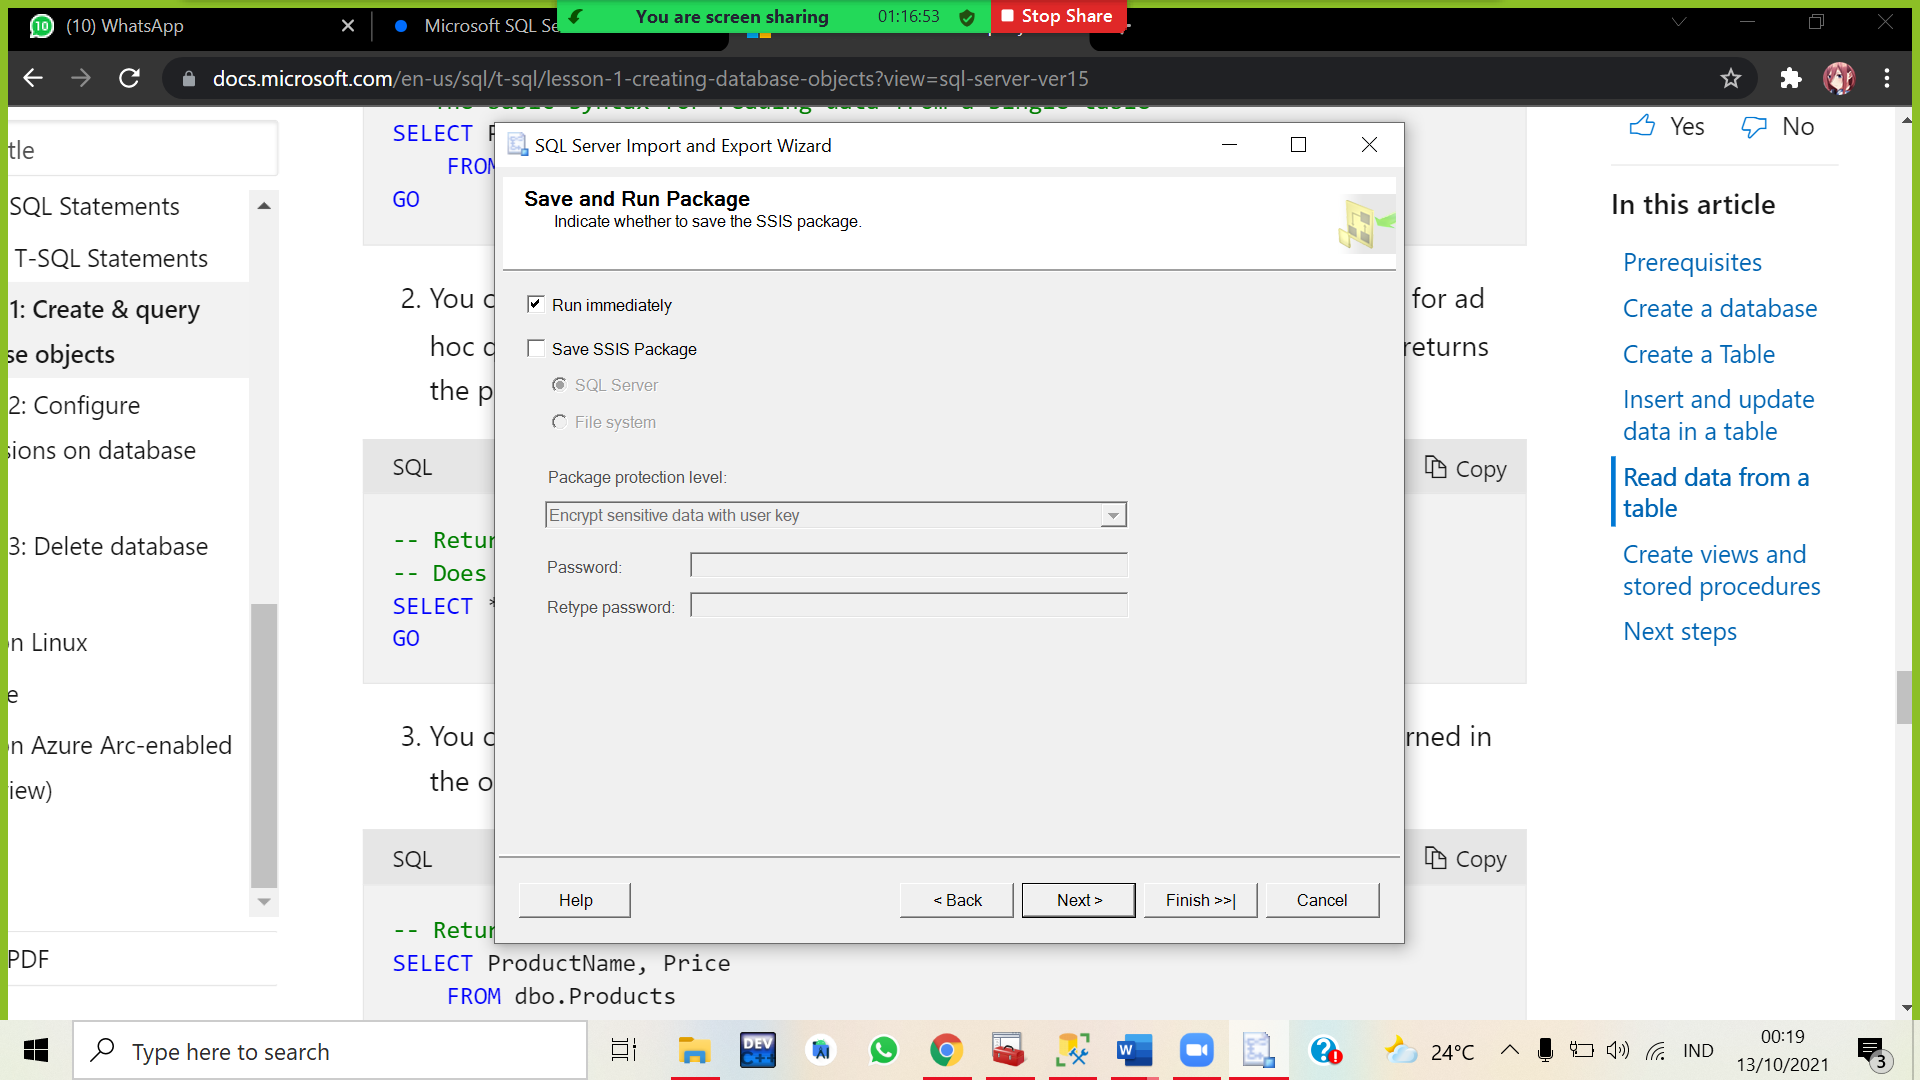 You are screen sharing 01:16:53 Stop Share
(10) WhatsApp
Microsoft SQL Se
docs.microsoft.com/en-us/sql/t-sql/lesson-1-creating-database-objects?view=sql-server-ver15
tle
SQL Statements
T-SQL Statements
1: Create & query
se objects
2: Configure
sions on database
3: Delete database
n Linux
e
n Azure Arc-enabled
iew)
PDF
SELECT P
FROM
GO
2. You c
for ad
hoc
returns
the p
SQL
Copy
-- Retur
-- Does
SELECT *
GO
3. You c
rned in
the o
SQL
Copy
-- Retur
SELECT ProductName, Price
FROM dbo.Products
SQL Server Import and Export Wizard
Save and Run Package
Indicate whether to save the SSIS package.
Run immediately
Save SSIS Package
SQL Server
File system
Package protection level:
Encrypt sensitive data with user key
Password:
Retype password:
Help
< Back
Next >
Finish >>|
Cancel
Yes
No
In this article
Prerequisites
Create a database
Create a Table
Insert and update
data in a table
Read data from a
table
Create views and
stored procedures
Next steps
Type here to search
DEV
C++
24°C
IND
00:19
13/10/2021
3